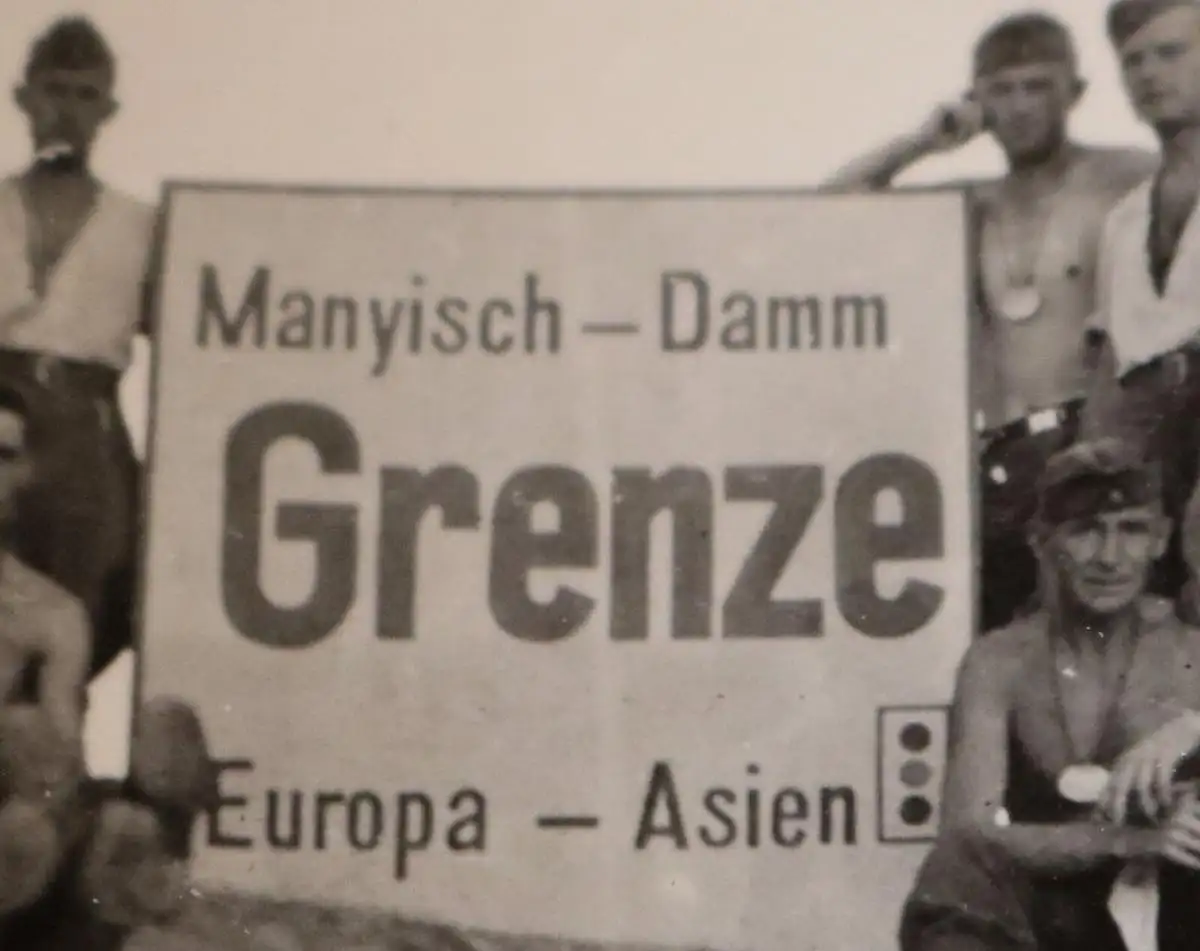 Manyisch – Damm
Grenze
Europa – Asien